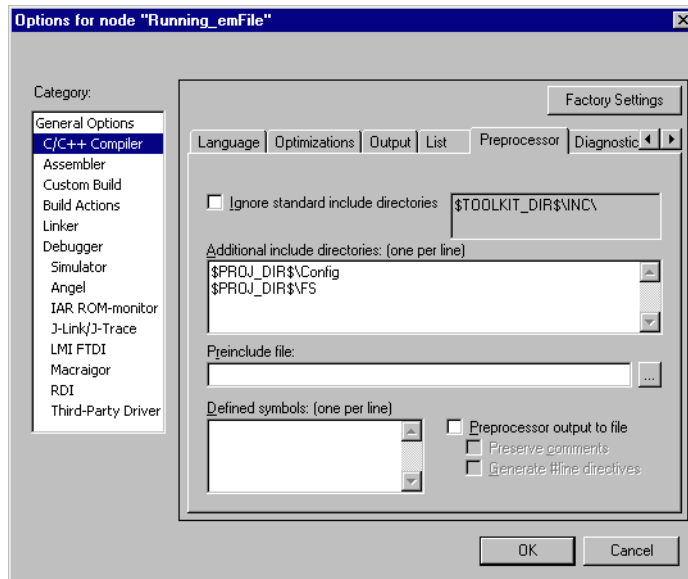 Options for node "Running_emFile"
Category:
General Options
C/C++ Compiler
Assembler
Custom Build
Build Actions
Linker
Debugger
Simulator
Angel
IAR ROM-monitor
J-Link/J-Trace
LMI FTDI
Macraigor
RDI
Third-Party Driver
Factory Settings
Language Optimizations Output List Preprocessor Diagnostic
Ignore standard include directories $TOOLKIT_DIR$\INC\
Additional include directories: (one per line)
$PROJ_DIR$\Config
$PROJ_DIR$\FS
Preinclude file:
...
Defined symbols: (one per line)
Preprocessor output to file
Preserve comments
Generate #line directives
OK Cancel